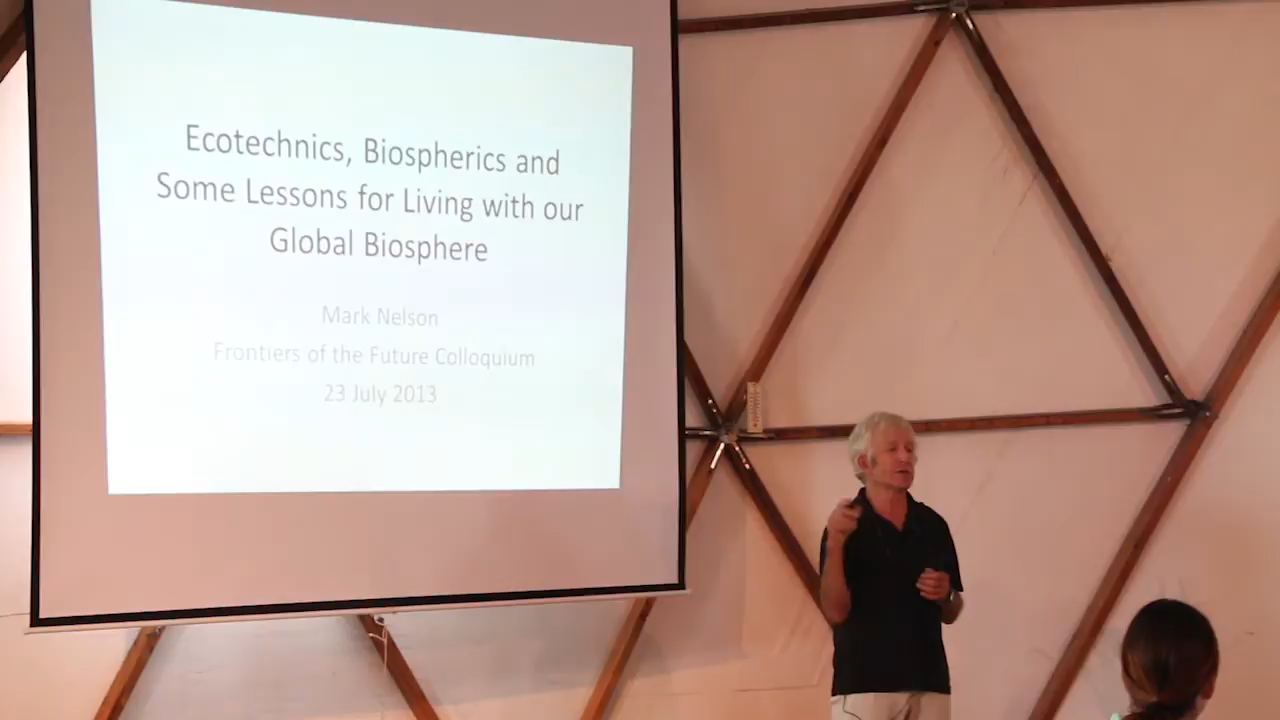 Ecotechnics, Biospherics and
Some Lessons for Living with our
Global Biosphere
Mark Nelson
Frontiers of the Future Colloquium
23 July 2013